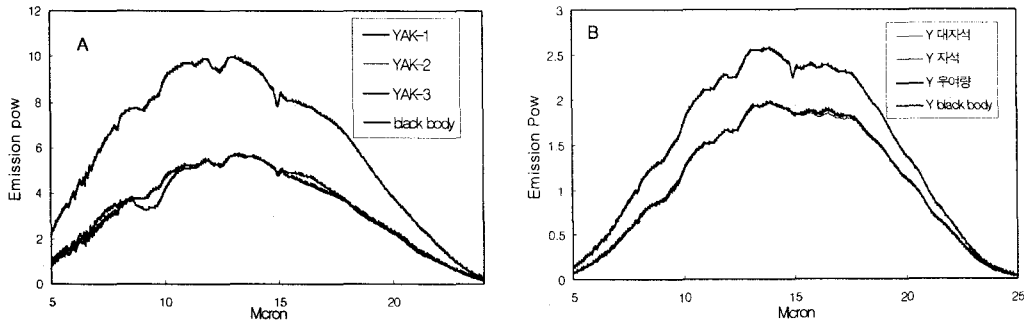 12
10
8
6
4
2
0
Emission pow
A
YAK-1
YAK-2
YAK-3
black body
5
10
15
20
Mcron
3
2.5
2
1.5
1
0.5
0
Emission Pow
B
Y 대자석
Y 자석
Y 우여량
Y black body
5
10
15
20
25
Mcron